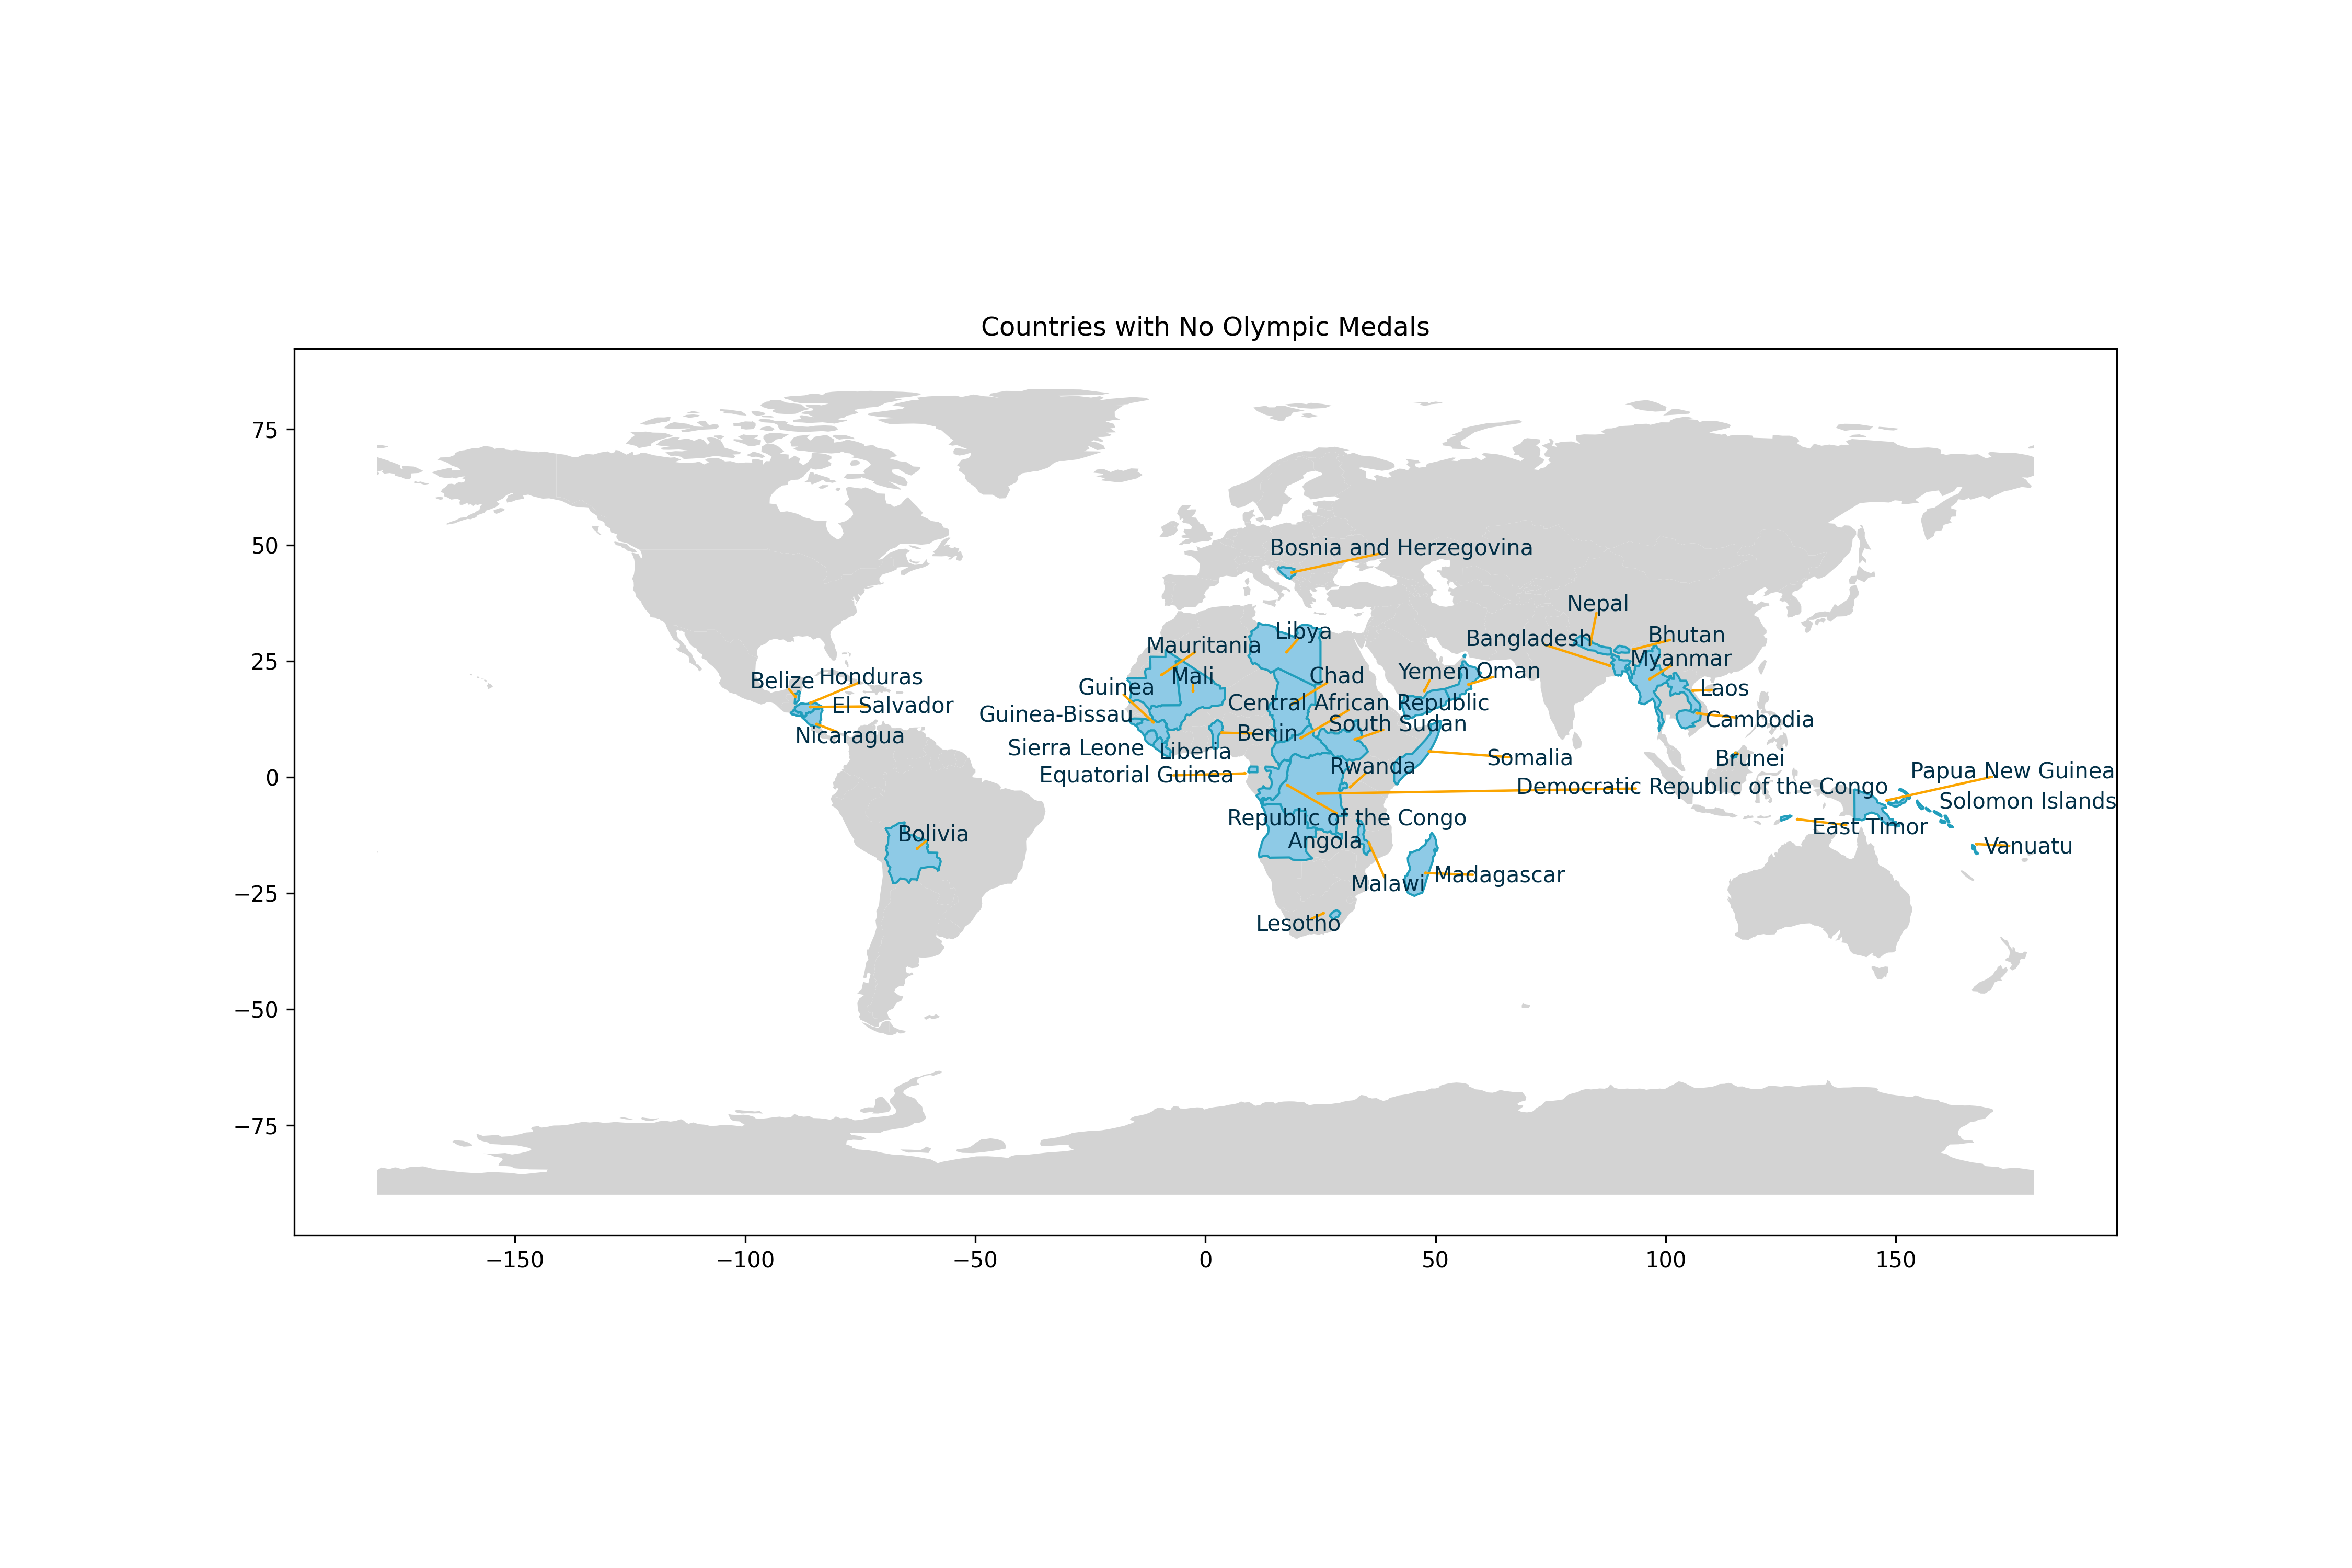 Countries with No Olympic Medals
75
50
25
0
−25
−50
−75
−150
−100
−50
0
50
100
150
Bosnia and Herzegovina
Nepal
Libya
Bangladesh
Bhutan
Mauritania
Myanmar
Belize
Honduras
Mali
Chad
Yemen
Oman
Guinea
Laos
El Salvador
Central African Republic
Guinea-Bissau
South Sudan
Cambodia
Nicaragua
Benin
Sierra Leone
Liberia
Somalia
Brunei
Equatorial Guinea
Rwanda
Papua New Guinea
Democratic Republic of the Congo
Solomon Islands
Republic of the Congo
East Timor
Bolivia
Angola
Vanuatu
Malawi
Madagascar
Lesotho